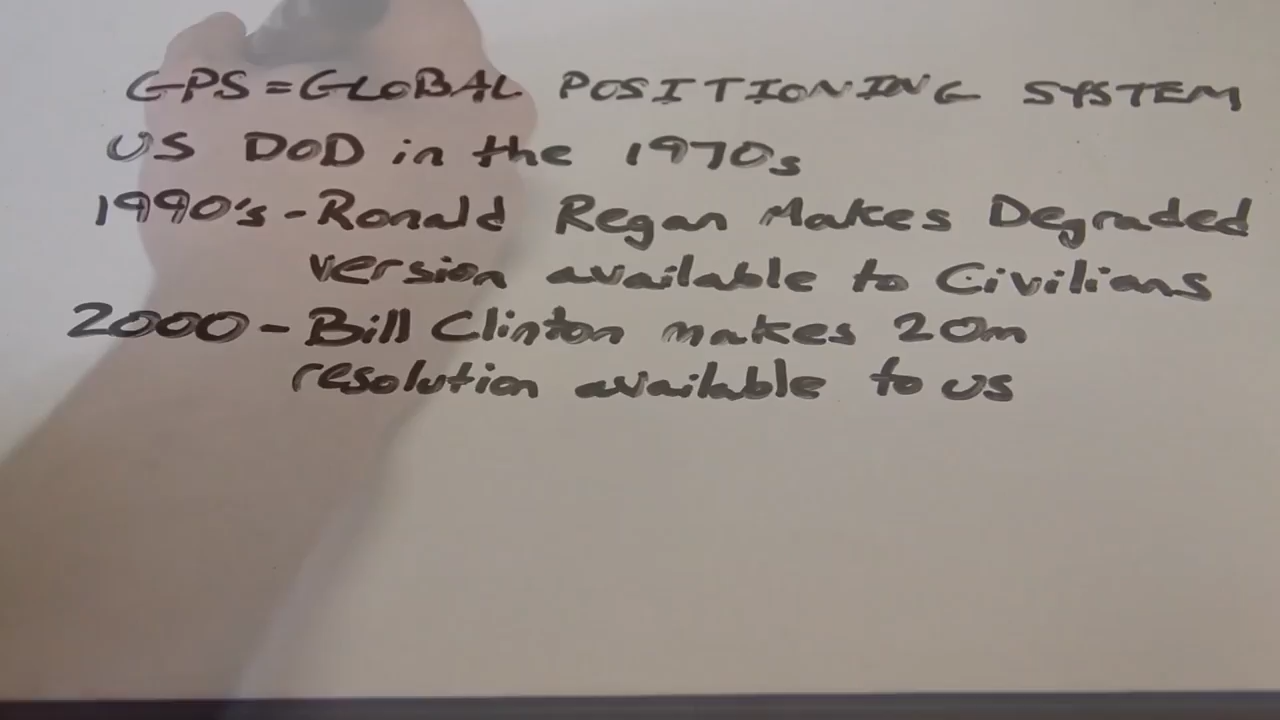 GPS = GLOBAL POSITIONING SYSTEM
US DOD in the 1970s
1990's - Ronald Regan Makes Degraded
version available to Civilians
2000 - Bill Clinton makes 20m
resolution available to us